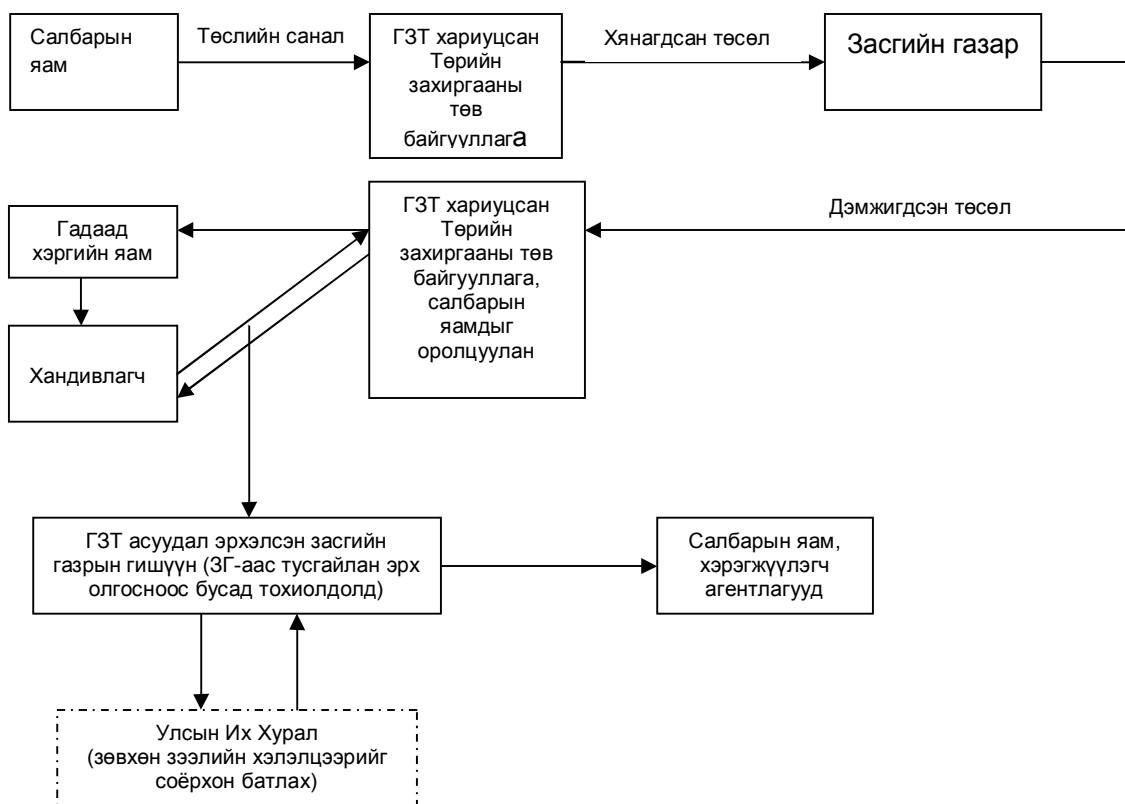 Салбарын
яам
Төслийн санал
ГЗТ хариуцсан
Төрийн
захиргааны
төв
байгууллага
Хянагдсан төсөл
Засгийн газар
Гадаад
хэргийн яам
ГЗТ хариуцсан
Төрийн
захиргааны төв
байгууллага,
салбарын
яамдыг
оролцуулан
Дэмжигдсэн төсөл
Хандивлагч
ГЗТ асуудал эрхэлсэн засгийн
газрын гишүүн (ЗГ-аас тусгайлан эрх
олгосноос бусад тохиолдолд)
Салбарын яам,
хэрэгжүүлэгч
агентлагууд
Улсын Их Хурал
(зөвхөн зээлийн хэлэлцээрийг
соёрхон батлах)